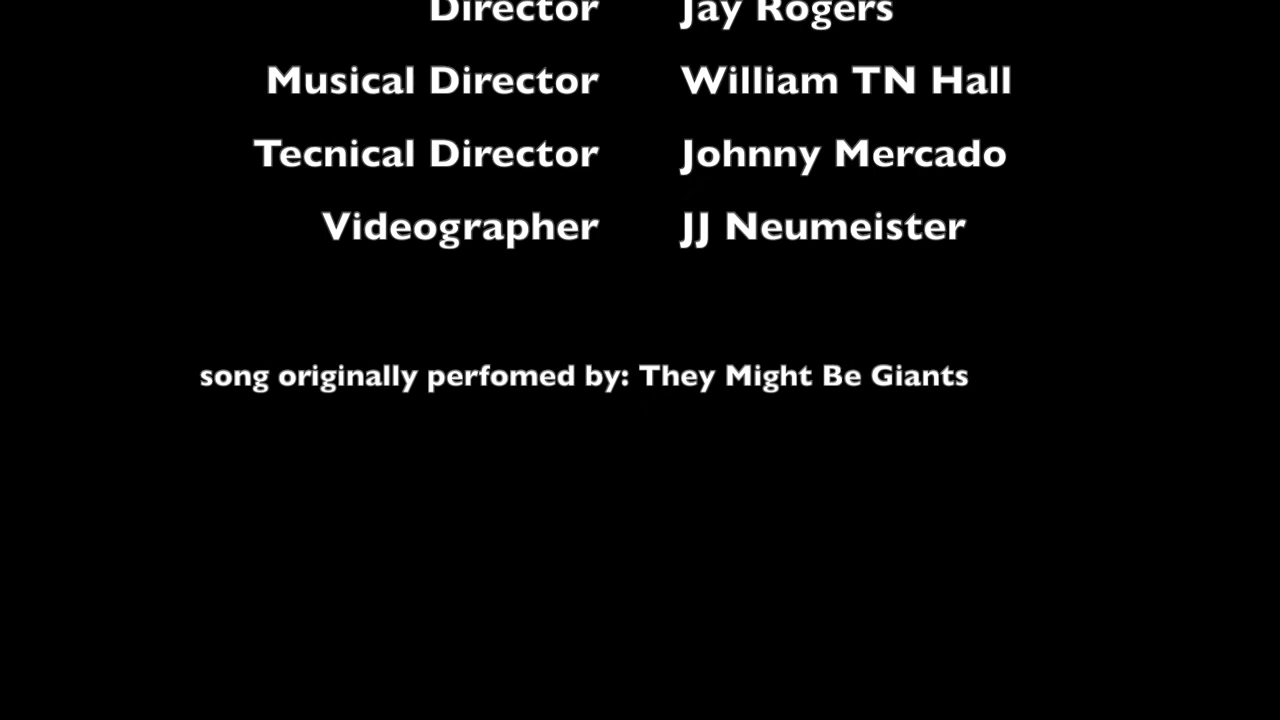 Director Jay Rogers
Musical Director William TN Hall
Tecnical Director Johnny Mercado
Videographer JJ Neumeister
song originally perfomed by: They Might Be Giants